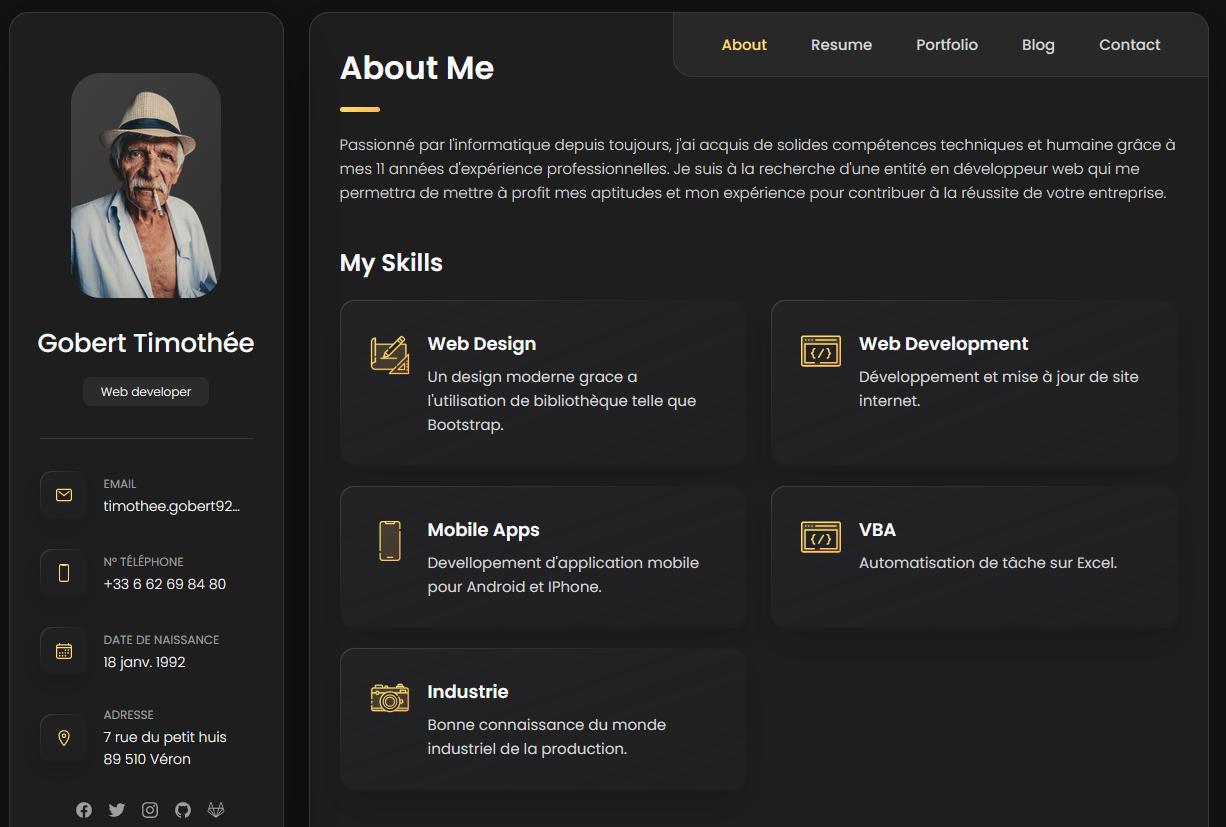 Gobert Timothée
Web developer
EMAIL
timothee.gobert92...
N° TÉLÉPHONE
+33 6 62 69 84 80
DATE DE NAISSANCE
18 janv. 1992
ADRESSE
7 rue du petit huis
89 510 Véron
About
Resume
Portfolio
Blog
Contact
About Me
Passionné par l'informatique depuis toujours, j'ai acquis de solides compétences techniques et humaine grâce à
mes 11 années d'expérience professionnelles. Je suis à la recherche d'une entité en développeur web qui me
permettra de mettre à profit mes aptitudes et mon expérience pour contribuer à la réussite de votre entreprise.
My Skills
Web Design
Un design moderne grace a
l'utilisation de bibliothèque telle que
Bootstrap.
Web Development
Développement et mise à jour de site
internet.
Mobile Apps
Devellopement d'application mobile
pour Android et IPhone.
VBA
Automatisation de tâche sur Excel.
Industrie
Bonne connaissance du monde
industriel de la production.